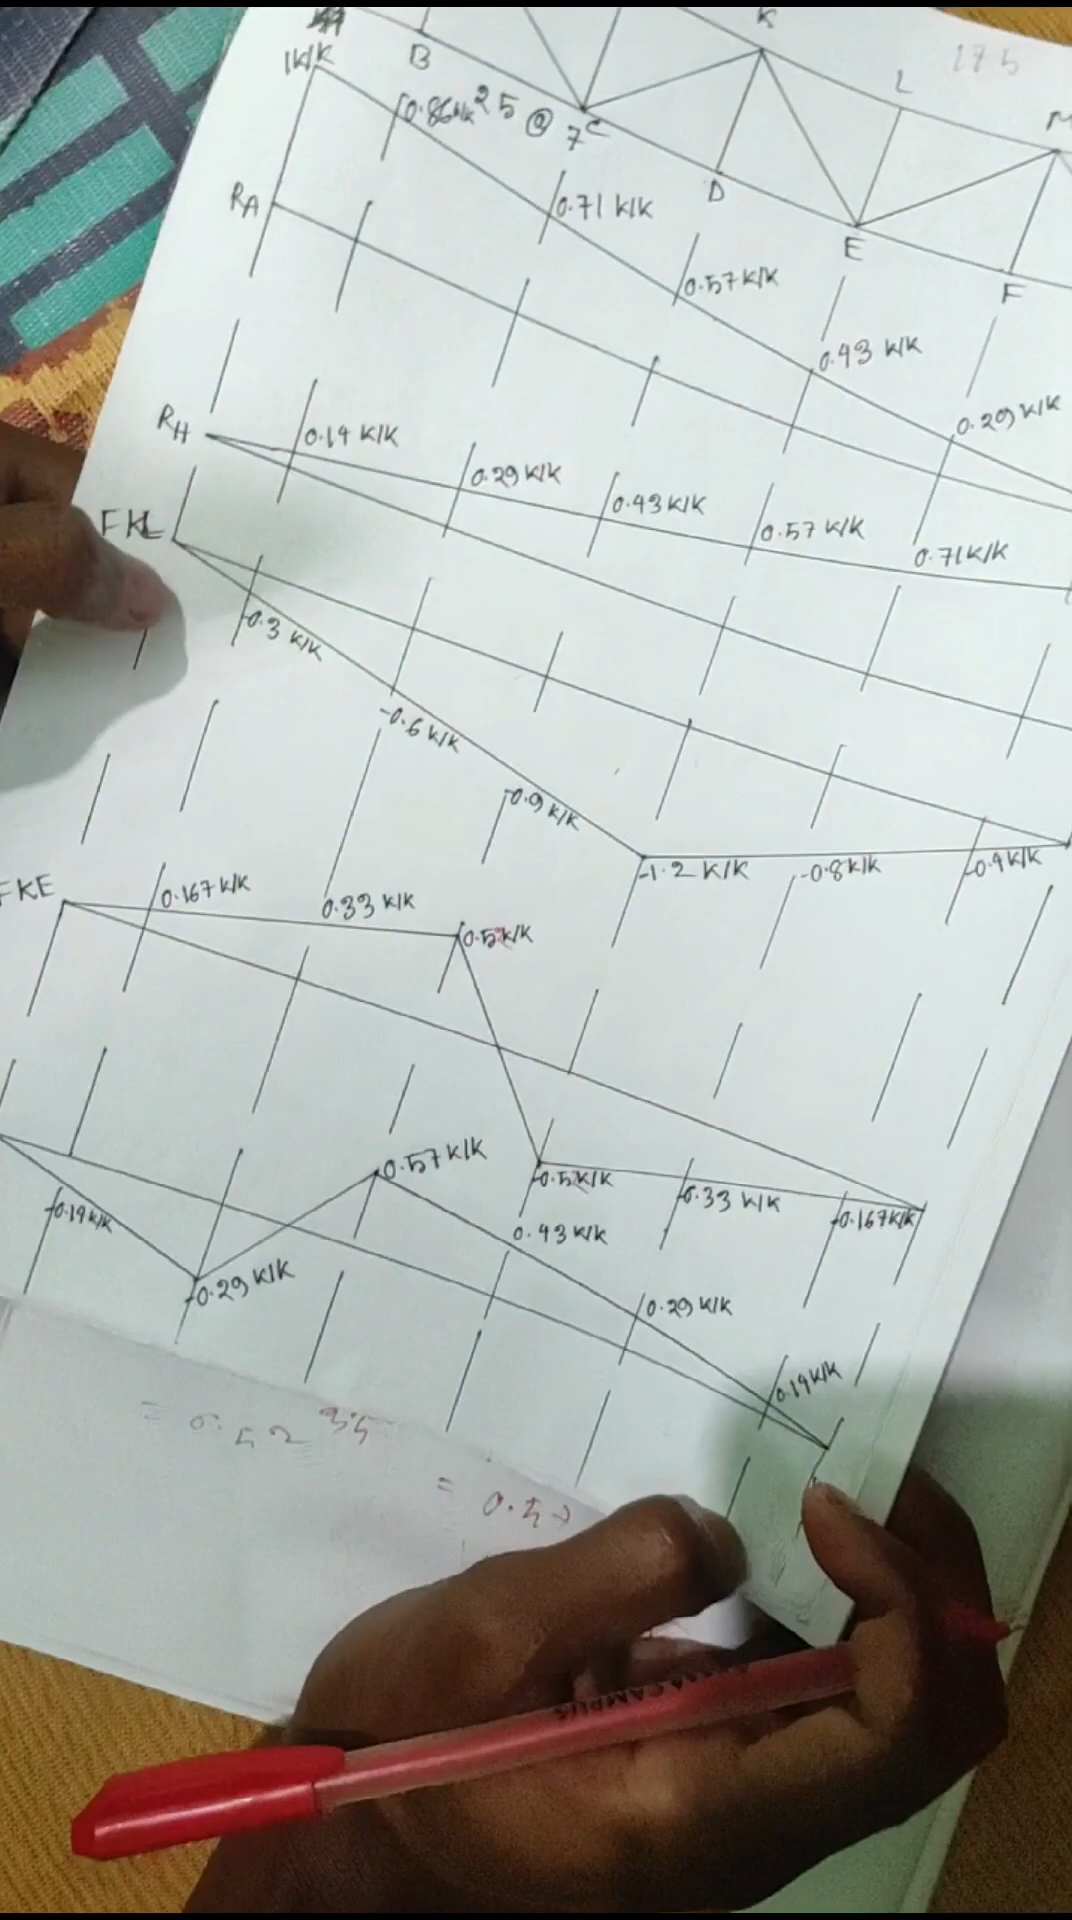 K
L
175
M
B
1 K/K
0.86 K/K
25 @ 7
C
D
E
F
RA
0.71 K/K
0.57 K/K
0.43 K/K
0.29 K/K
RH
0.14 K/K
0.29 K/K
0.43 K/K
0.57 K/K
0.71 K/K
FKL
-0.3 K/K
-0.6 K/K
-0.9 K/K
-1.2 K/K
-0.8 K/K
-0.4 K/K
FKE
0.167 K/K
0.33 K/K
0.5 K/K
-0.5 K/K
-0.33 K/K
-0.167 K/K
-0.14 K/K
-0.29 K/K
0.57 K/K
0.43 K/K
0.29 K/K
0.14 K/K